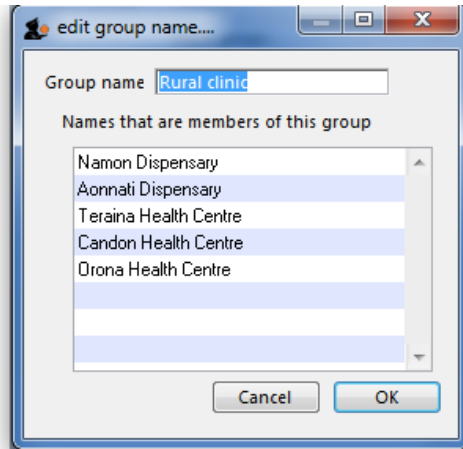 edit group name....
Group name Rural clinic
Names that are members of this group
Namon Dispensary
Aonnati Dispensary
Teraina Health Centre
Candon Health Centre
Orona Health Centre
Cancel OK